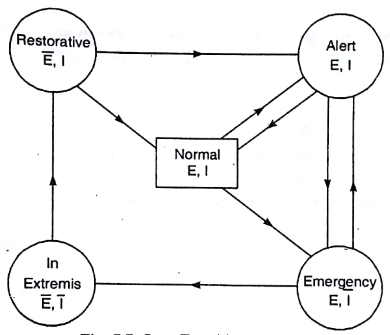 Restorative
E̅, I
Alert
E, I
Normal
E, I
In
Extremis
E̅, I̅
Emergency
E, I̅